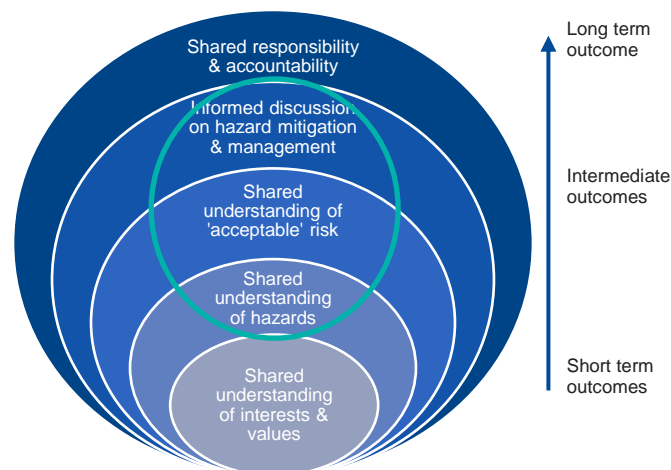 Shared responsibility
& accountability
Informed discussion
on hazard mitigation
& management
Shared
understanding of
'acceptable' risk
Shared
understanding
of hazards
Shared
understanding
of interests &
values
Long term
outcome
Intermediate
outcomes
Short term
outcomes